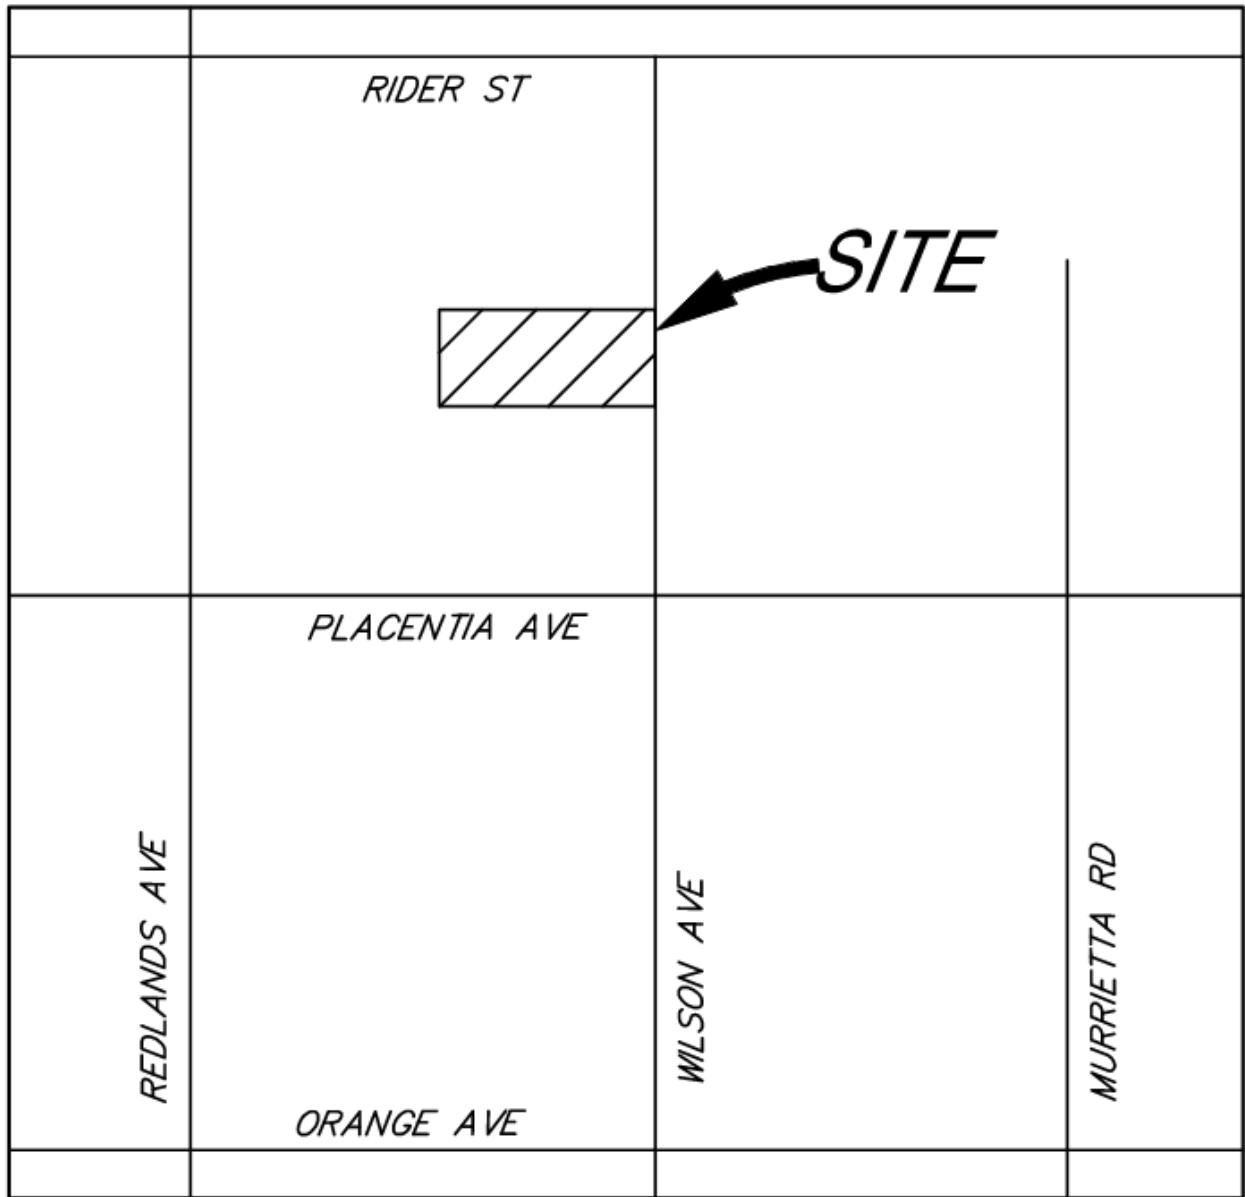 RIDER ST
SITE
PLACENTIA AVE
REDLANDS AVE
WILSON AVE
MURRIETTA RD
ORANGE AVE